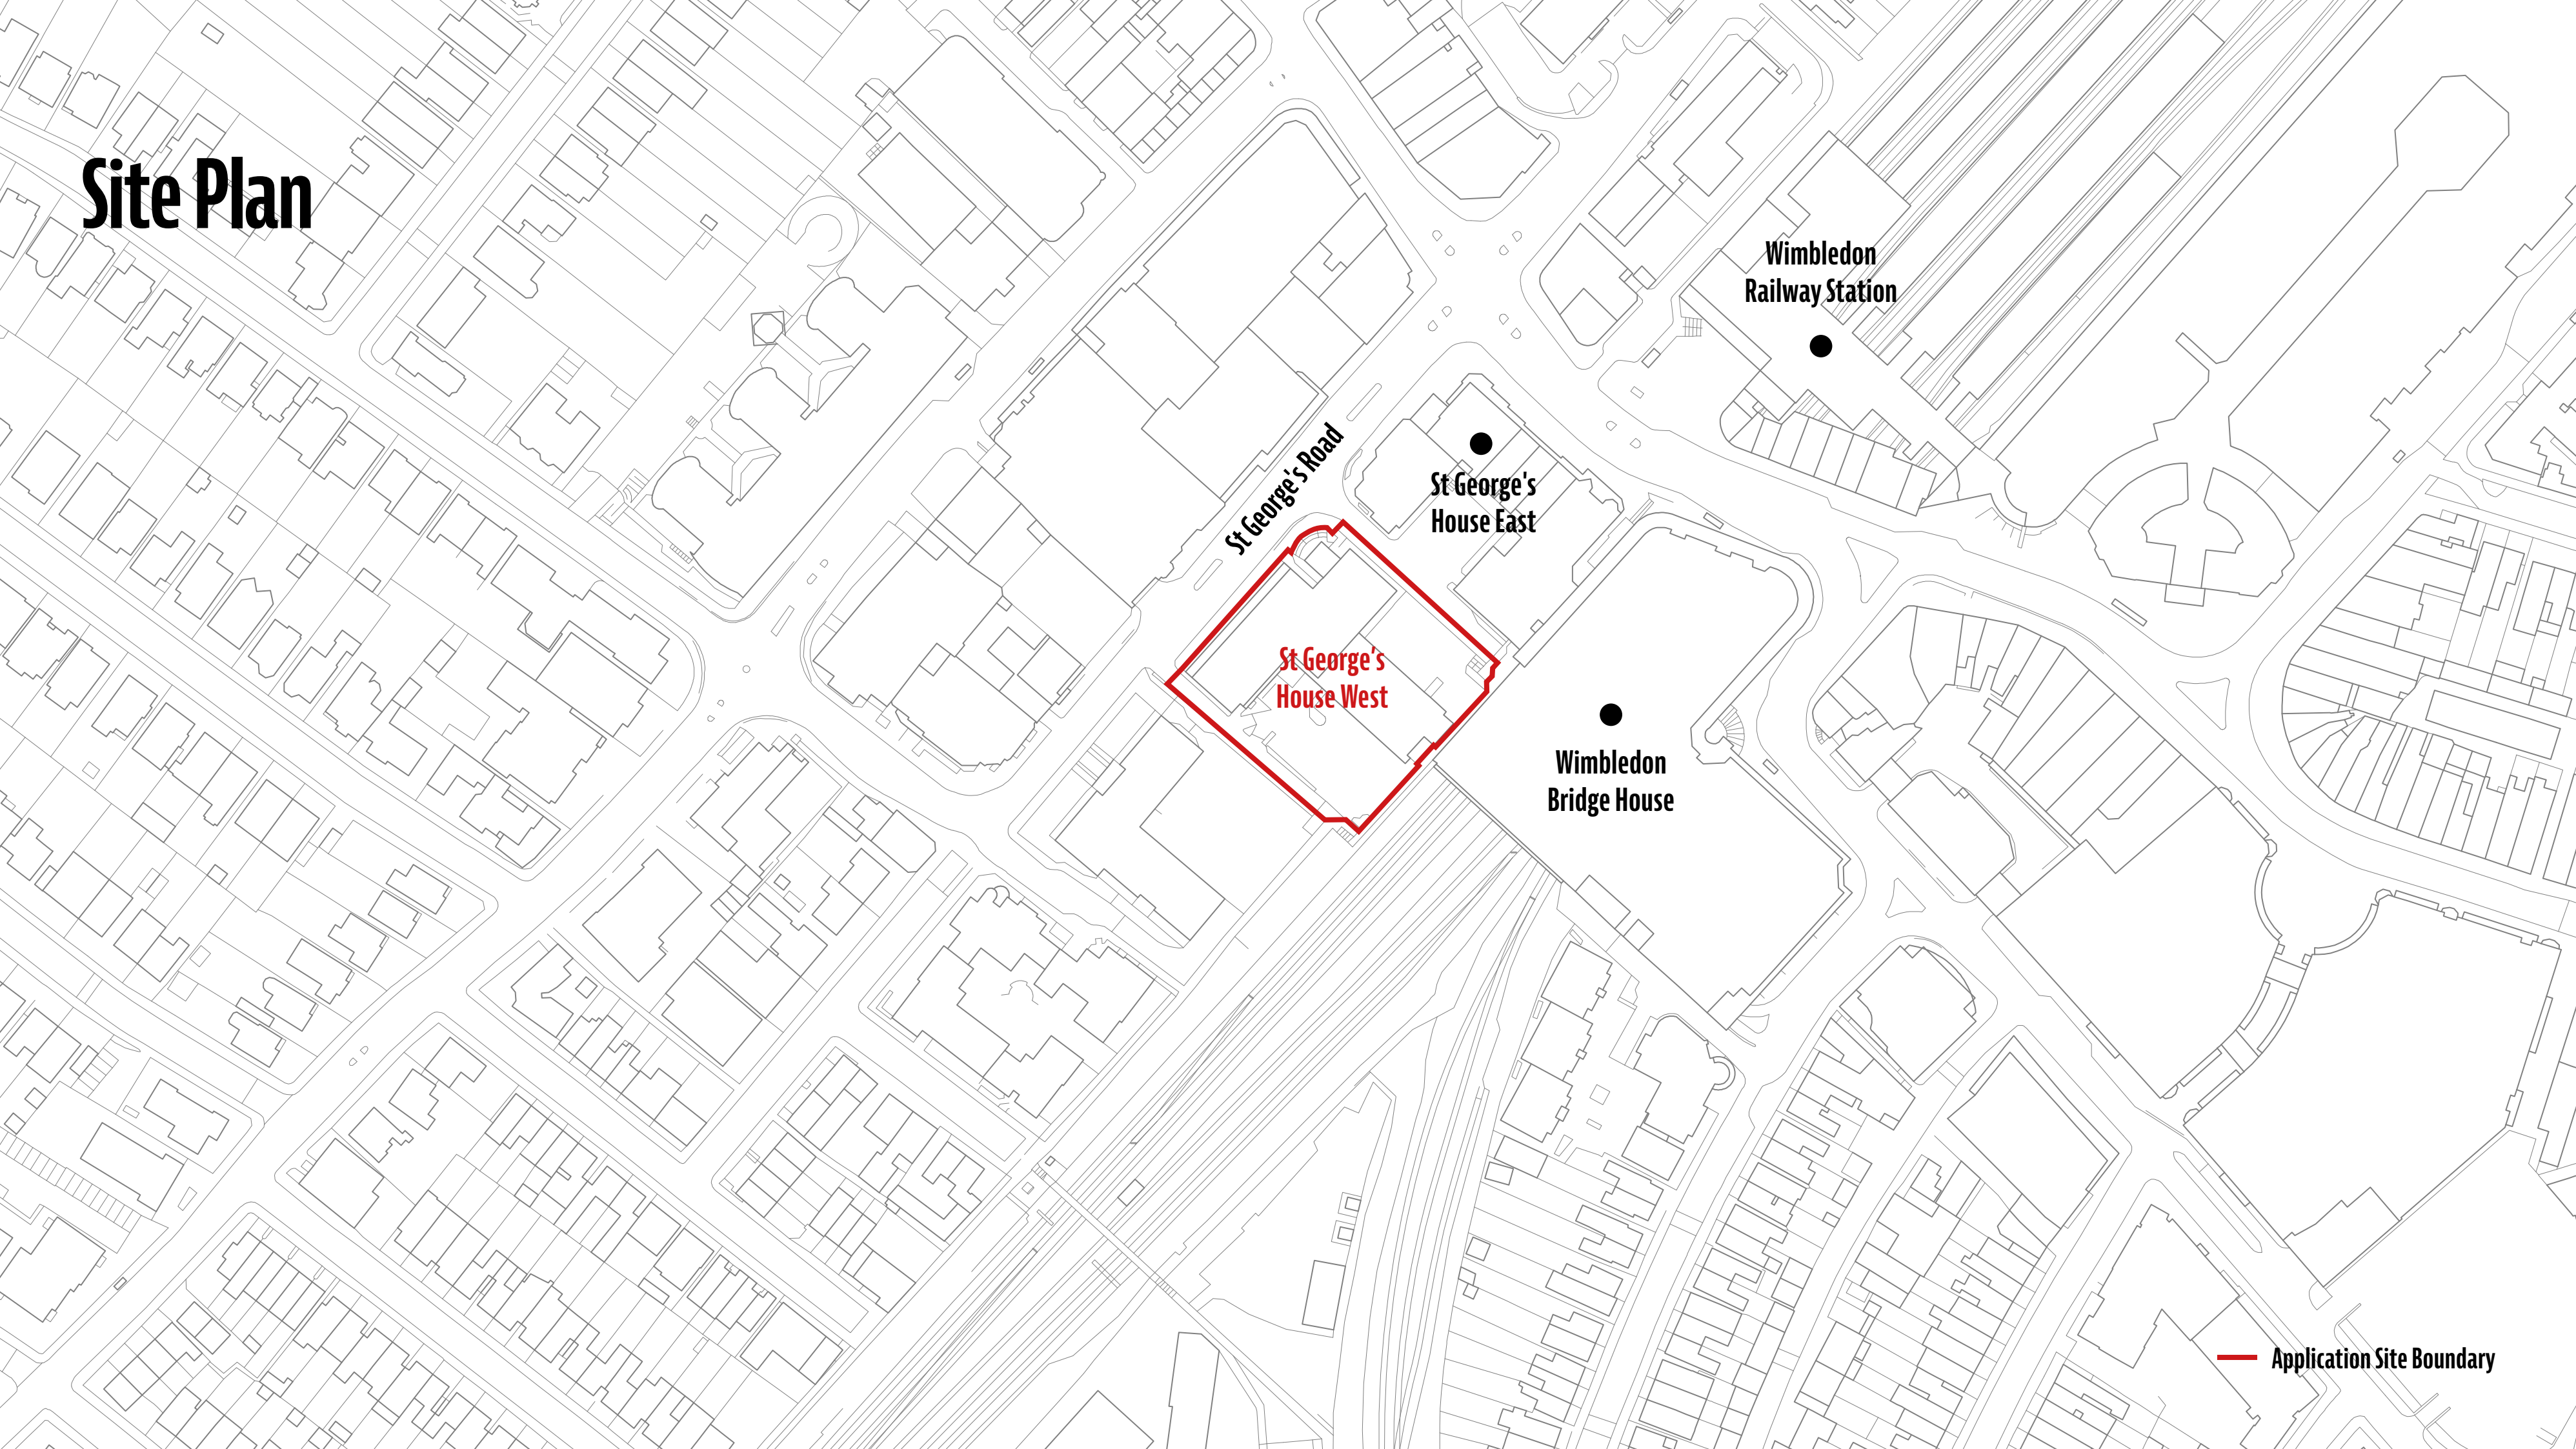 Site Plan
Wimbledon
Railway Station
St George's Road
St George's
House East
St George's
House West
Wimbledon
Bridge House
Application Site Boundary